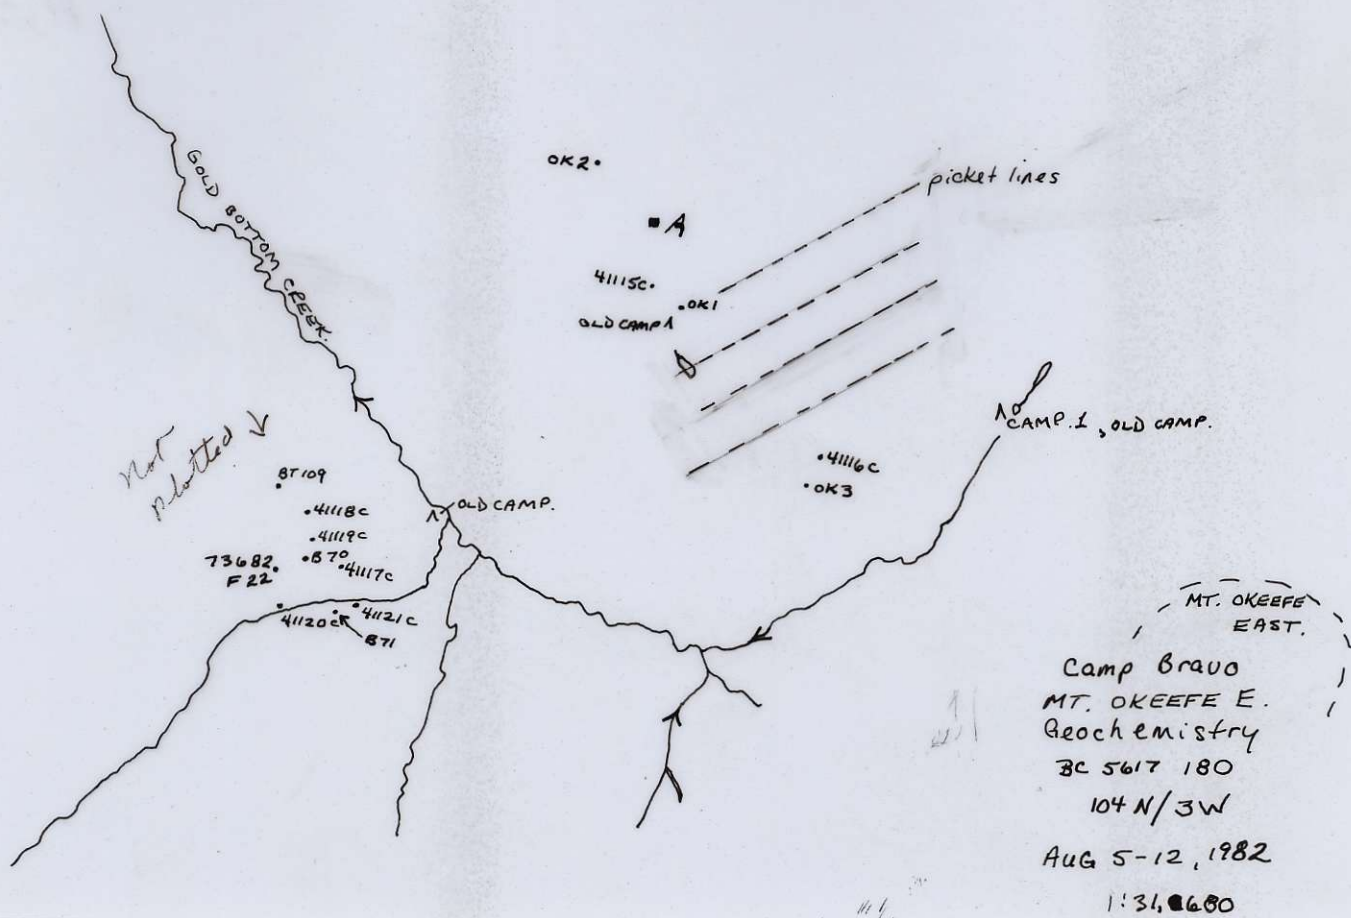 GOLD BOTTOM CREEK.
OK2
A
picket lines
41115C
OK1
OLD CAMP
CAMP. 1, OLD CAMP.
41116C
OK3
Not
plotted
BT109
41118C
OLD CAMP.
41119C
B70
73682
F22
41117C
41120C
41121C
B71
MT. OKEEFE
EAST.
Camp Bravo
MT. OKEEFE E.
Geochemistry
BC 5617 180
104 N/3W
AUG 5-12, 1982
1:31,680